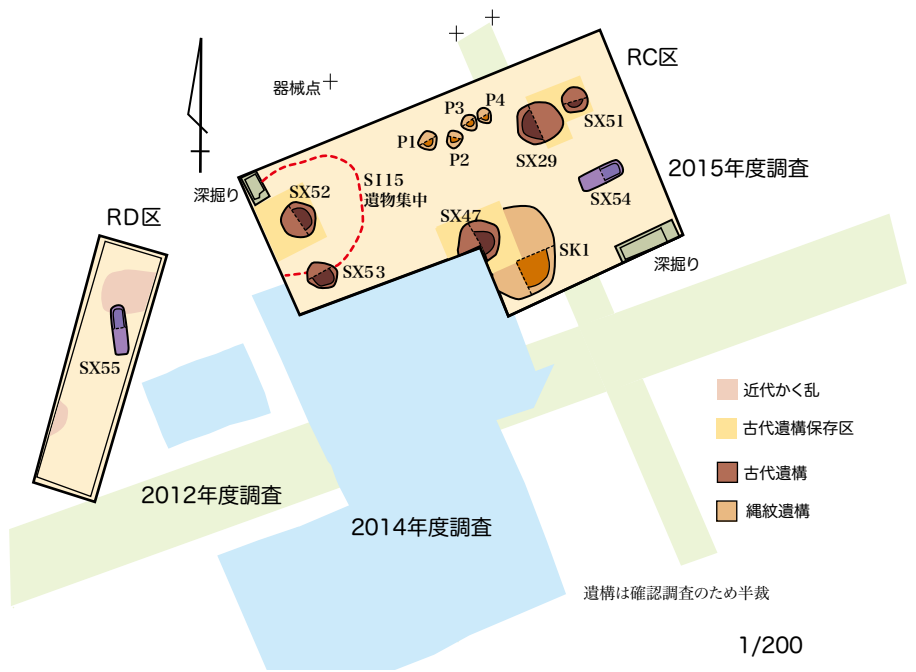 RC区
器械点
P3
P4
P1
P2
SX51
SX29
2015年度調査
SI15
遺物集中
深掘り
SX52
SX54
RD区
SX47
SK1
SX53
深掘り
SX55
近代かく乱
古代遺構保存区
古代遺構
縄紋遺構
2012年度調査
2014年度調査
遺構は確認調査のため半裁
1/200